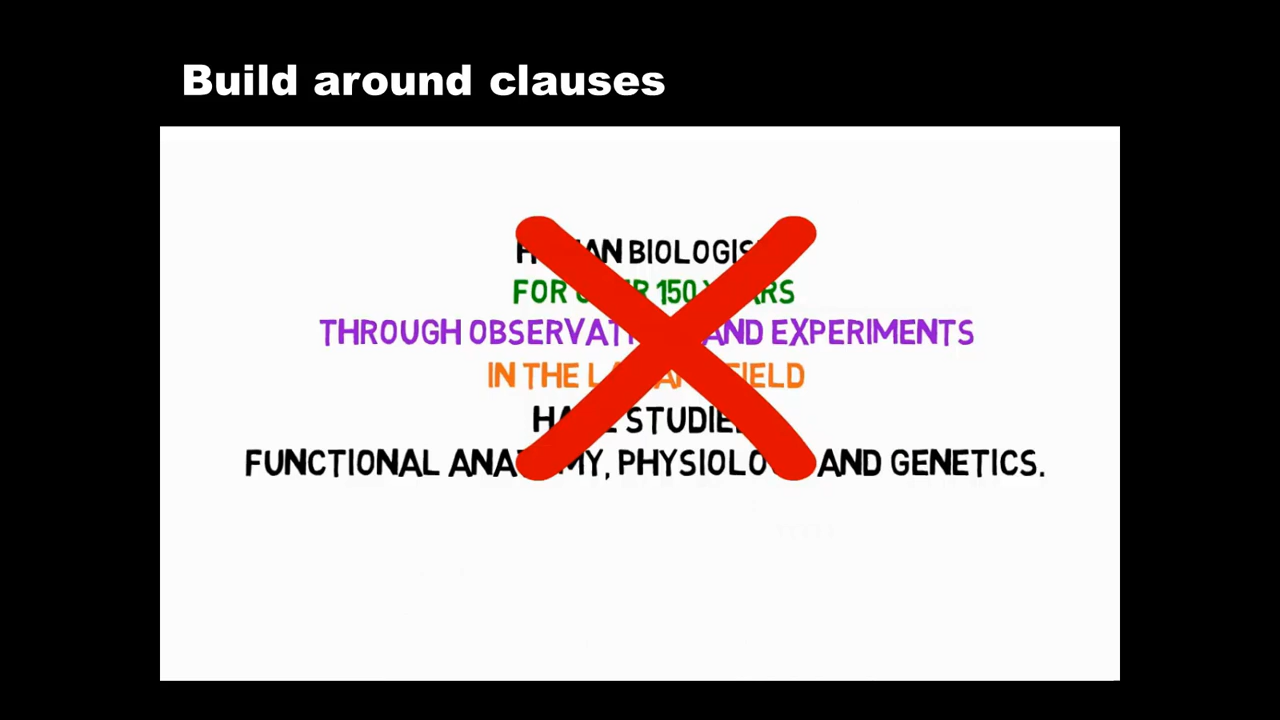 Build around clauses
HUMAN BIOLOGISTS
FOR OVER 150 YEARS
THROUGH OBSERVATIONS AND EXPERIMENTS
IN THE LAB AND FIELD
HAVE STUDIED
FUNCTIONAL ANATOMY, PHYSIOLOGY AND GENETICS.